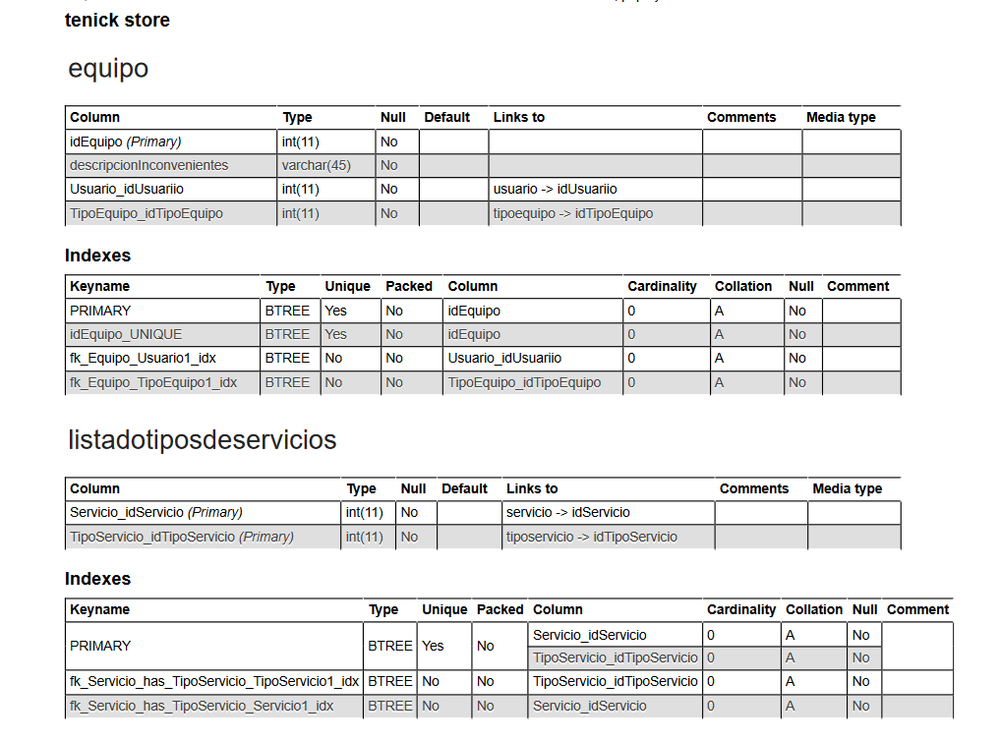 tenick store
equipo
Column Type Null Default Links to Comments Media type
idEquipo (Primary) int(11) No
descripcionInconvenientes varchar(45) No
Usuario_idUsuariio int(11) No usuario -> idUsuariio
TipoEquipo_idTipoEquipo int(11) No tipoequipo -> idTipoEquipo
Indexes
Keyname Type Unique Packed Column Cardinality Collation Null Comment
PRIMARY BTREE Yes No idEquipo 0 A No
idEquipo_UNIQUE BTREE Yes No idEquipo 0 A No
fk_Equipo_Usuario1_idx BTREE No No Usuario_idUsuariio 0 A No
fk_Equipo_TipoEquipo1_idx BTREE No No TipoEquipo_idTipoEquipo 0 A No
listadotiposdeservicios
Column Type Null Default Links to Comments Media type
Servicio_idServicio (Primary) int(11) No servicio -> idServicio
TipoServicio_idTipoServicio (Primary) int(11) No tiposervicio -> idTipoServicio
Indexes
Keyname Type Unique Packed Column Cardinality Collation Null Comment
PRIMARY BTREE Yes No Servicio_idServicio 0 A No
TipoServicio_idTipoServicio 0 A No
fk_Servicio_has_TipoServicio_TipoServicio1_idx BTREE No No TipoServicio_idTipoServicio 0 A No
fk_Servicio_has_TipoServicio_Servicio1_idx BTREE No No Servicio_idServicio 0 A No